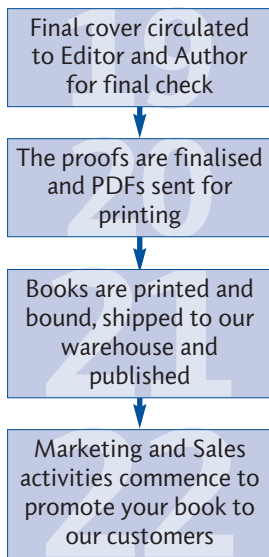 19
Final cover circulated
to Editor and Author
for final check
20
The proofs are finalised
and PDFs sent for
printing
21
Books are printed and
bound, shipped to our
warehouse and
published
22
Marketing and Sales
activities commence to
promote your book to
our customers